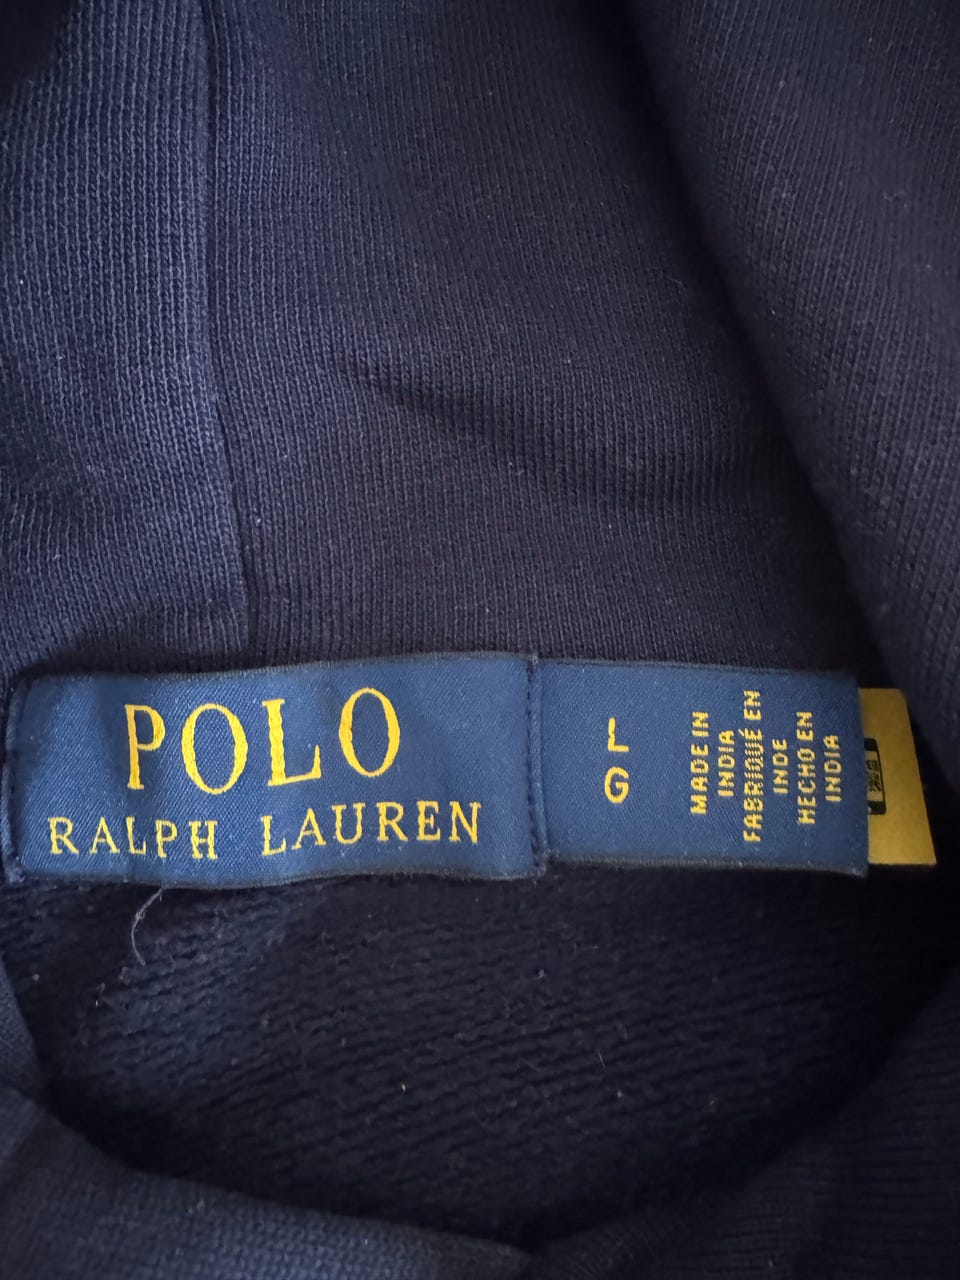 POLO
RALPH LAUREN
L
G
MADE IN
INDIA
FABRIQUÉ EN
INDE
HECHO EN
INDIA